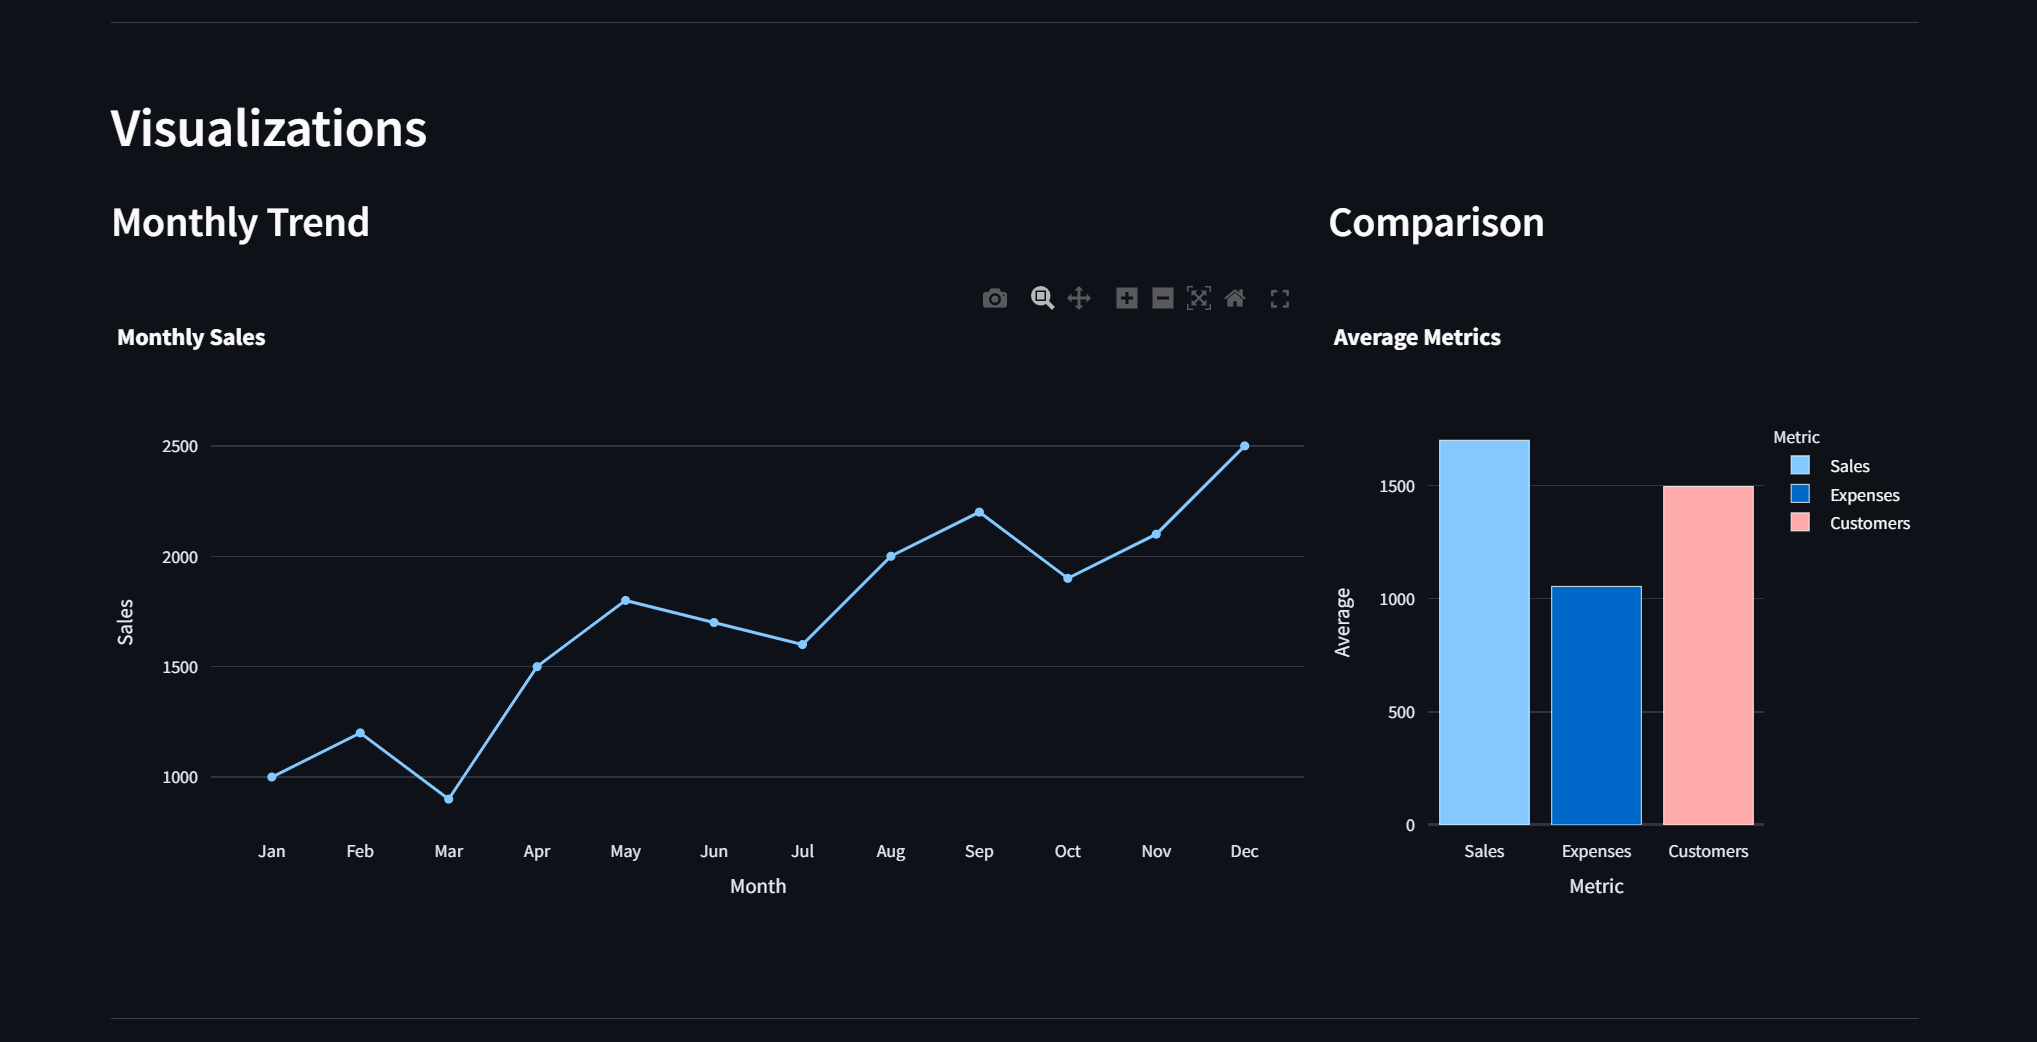 Visualizations
Monthly Trend
Monthly Sales
2500
2000
1500
1000
Sales
Jan Feb Mar Apr May Jun Jul Aug Sep Oct Nov Dec
Month
Comparison
Average Metrics
Metric
Sales
Expenses
Customers
1500
1000
500
0
Average
Sales Expenses Customers
Metric